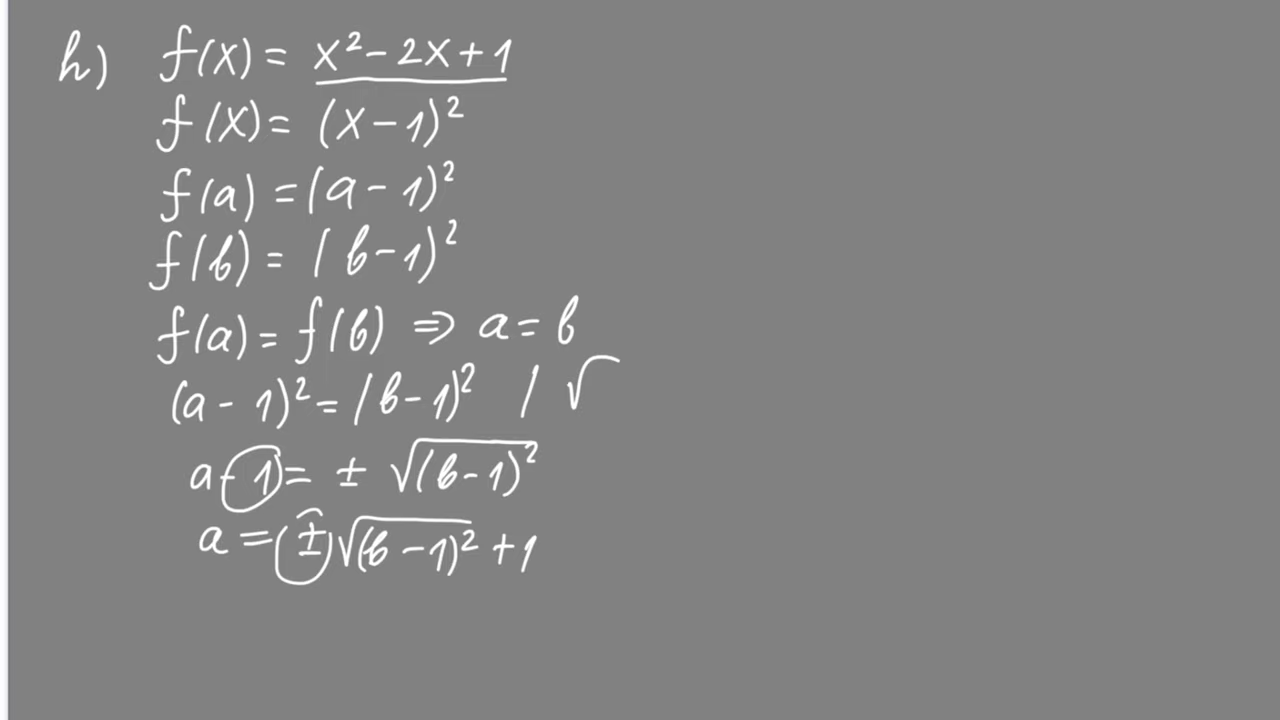 h) f(x) = x² - 2x + 1
f(x) = (x - 1)²
f(a) = (a - 1)²
f(b) = (b - 1)²
f(a) = f(b) ⇒ a = b
(a - 1)² = (b - 1)² / √
a - 1 = ± √(b - 1)²
a = (±) √(b - 1)² + 1